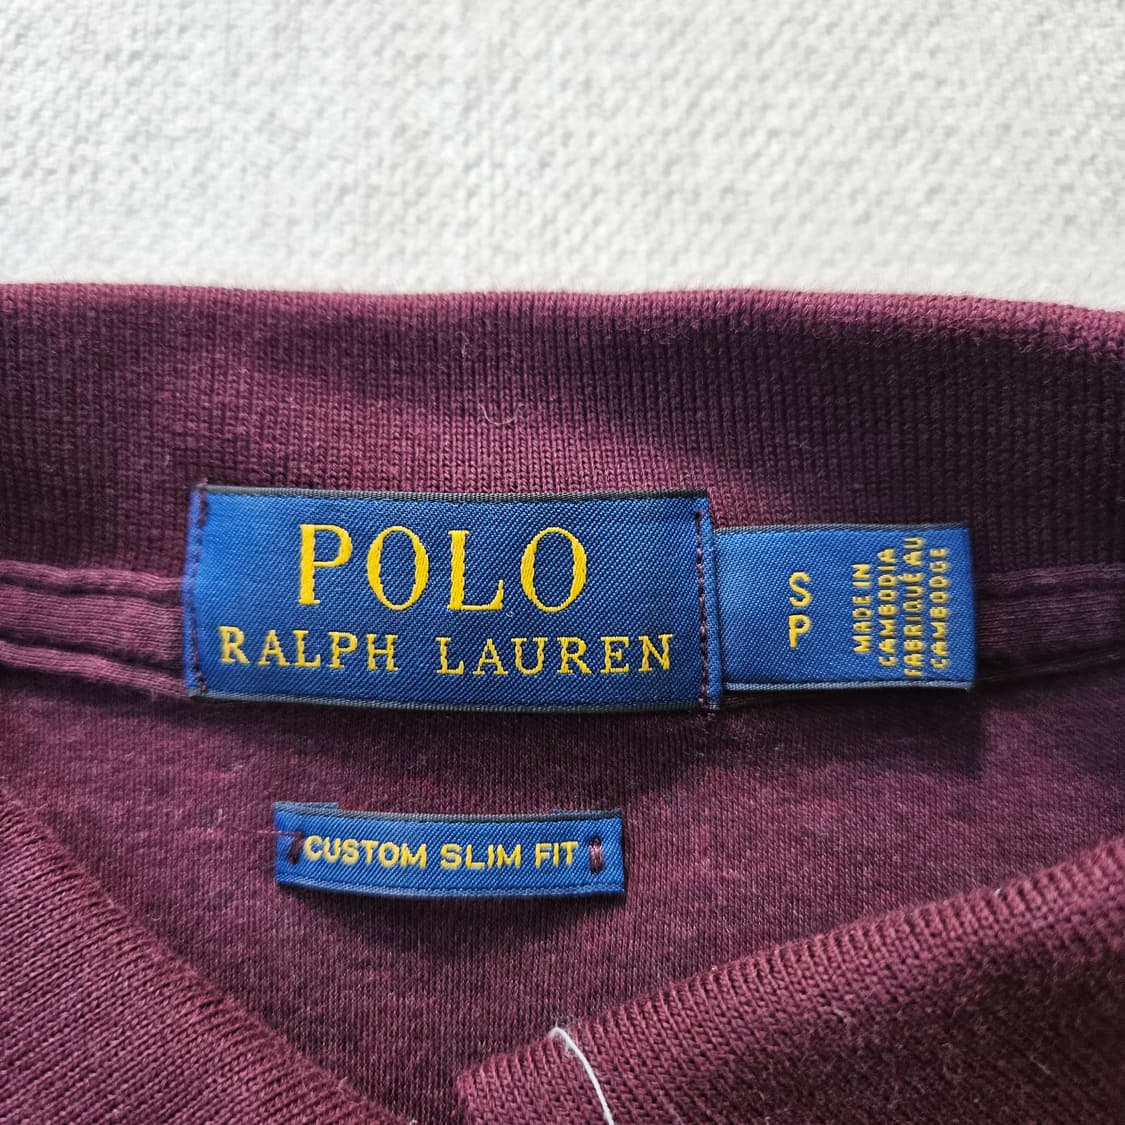 POLO
RALPH LAUREN
S
P
MADE IN
CAMBODIA
FABRIQUÉ AU
CAMBODGE
CUSTOM SLIM FIT